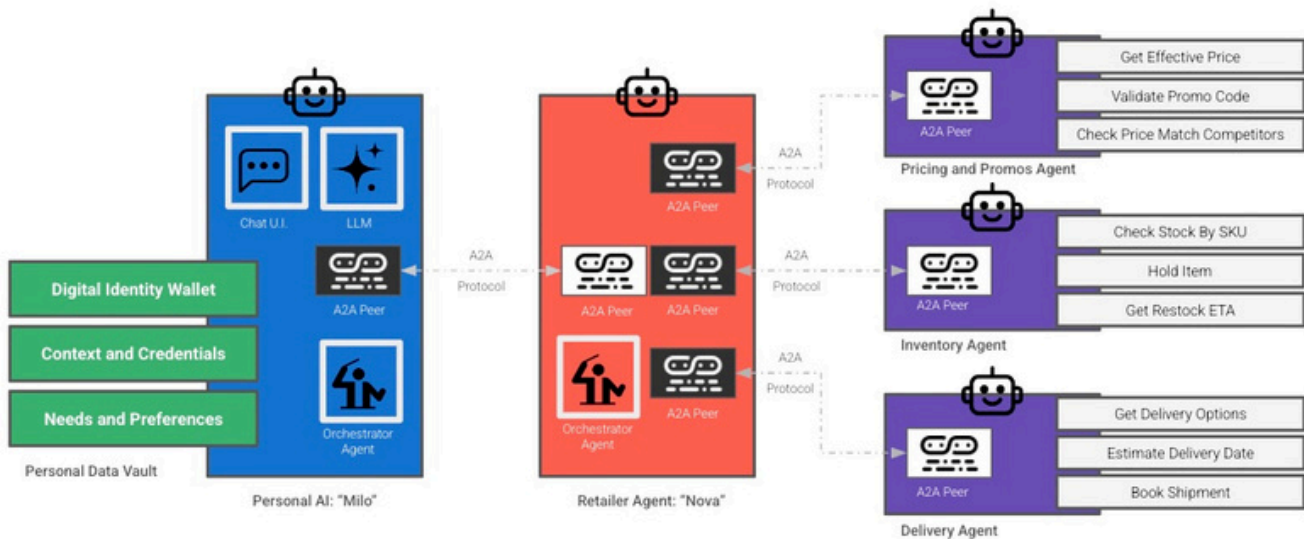 Chat U.I.
LLM
A2A Peer
Orchestrator
Agent
Digital Identity Wallet
Context and Credentials
Needs and Preferences
Personal Data Vault
Personal AI: "Milo"
A2A
Protocol
A2A Peer
A2A Peer
A2A Peer
A2A Peer
Orchestrator
Agent
Retailer Agent: "Nova"
A2A
Protocol
A2A
Protocol
A2A
Protocol
A2A Peer
Get Effective Price
Validate Promo Code
Check Price Match Competitors
Pricing and Promos Agent
A2A Peer
Check Stock By SKU
Hold Item
Get Restock ETA
Inventory Agent
A2A Peer
Get Delivery Options
Estimate Delivery Date
Book Shipment
Delivery Agent